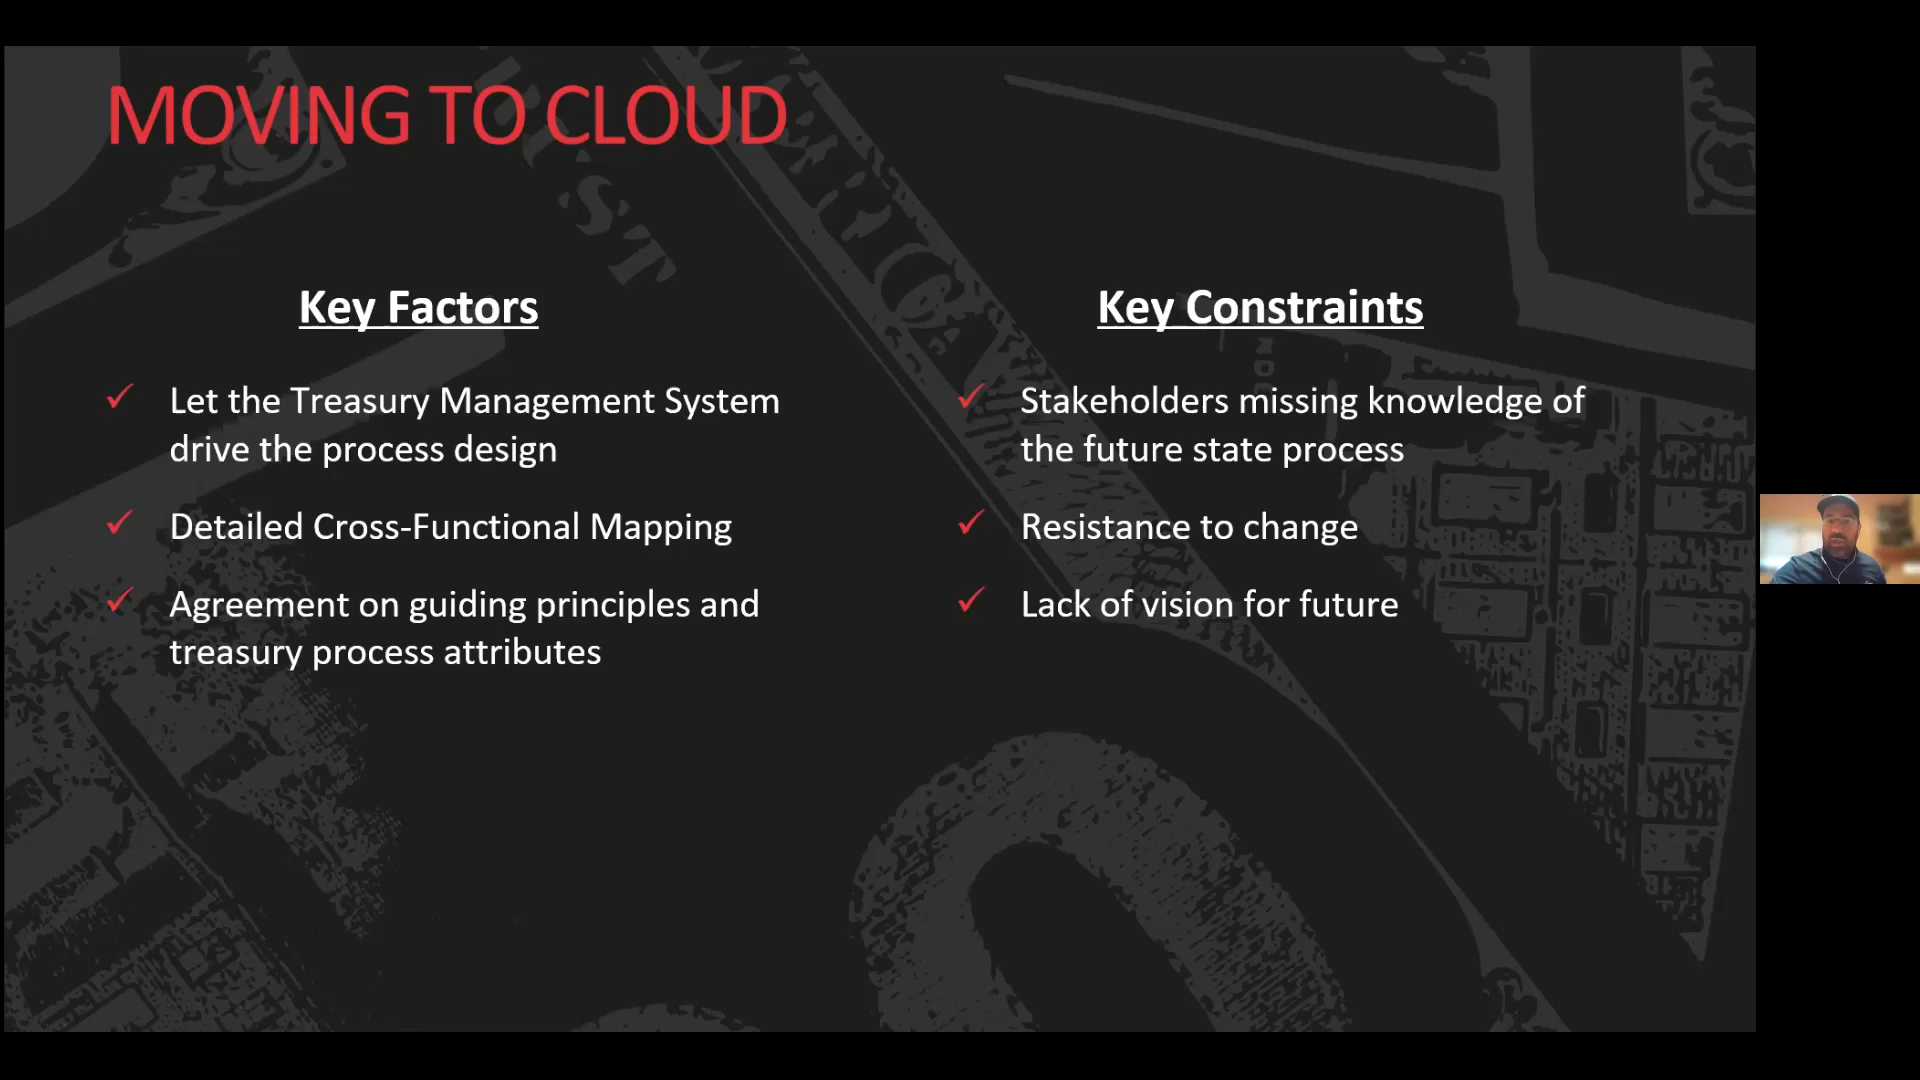 MOVING TO CLOUD
Key Factors
Let the Treasury Management System
drive the process design
Detailed Cross-Functional Mapping
Agreement on guiding principles and
treasury process attributes
Key Constraints
Stakeholders missing knowledge of
the future state process
Resistance to change
Lack of vision for future